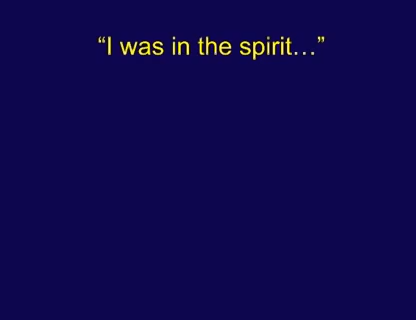 “I was in the spirit…”